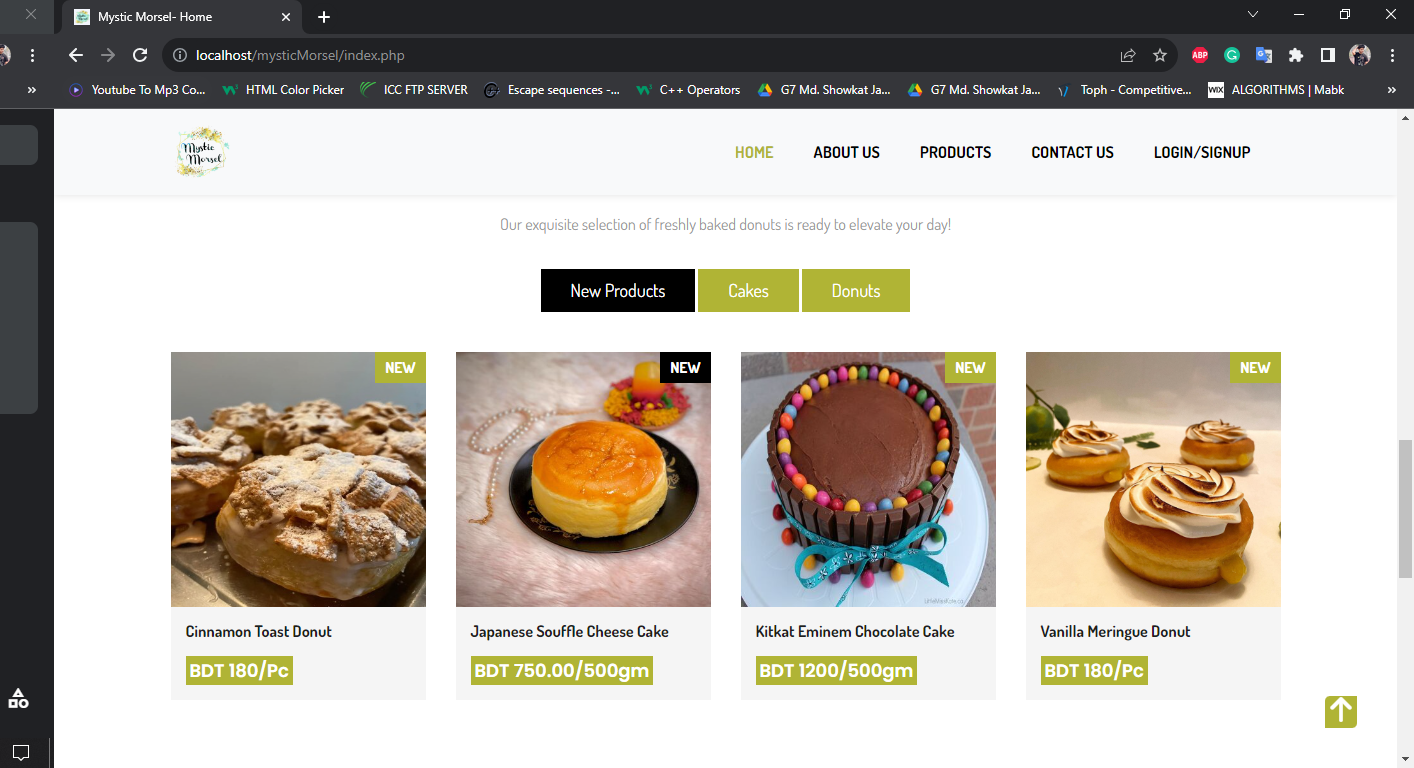 Mystic Morsel- Home
localhost/mysticMorsel/index.php
ABP
Youtube To Mp3 Co... HTML Color Picker ICC FTP SERVER Escape sequences -... C++ Operators G7 Md. Showkat Ja... G7 Md. Showkat Ja... Toph - Competitive... WIX ALGORITHMS | Mabk
Mystic
Morsel
HOME ABOUT US PRODUCTS CONTACT US LOGIN/SIGNUP
Our exquisite selection of freshly baked donuts is ready to elevate your day!
New Products Cakes Donuts
NEW NEW NEW NEW
Cinnamon Toast Donut Japanese Souffle Cheese Cake Kitkat Eminem Chocolate Cake Vanilla Meringue Donut
BDT 180/Pc BDT 750.00/500gm BDT 1200/500gm BDT 180/Pc